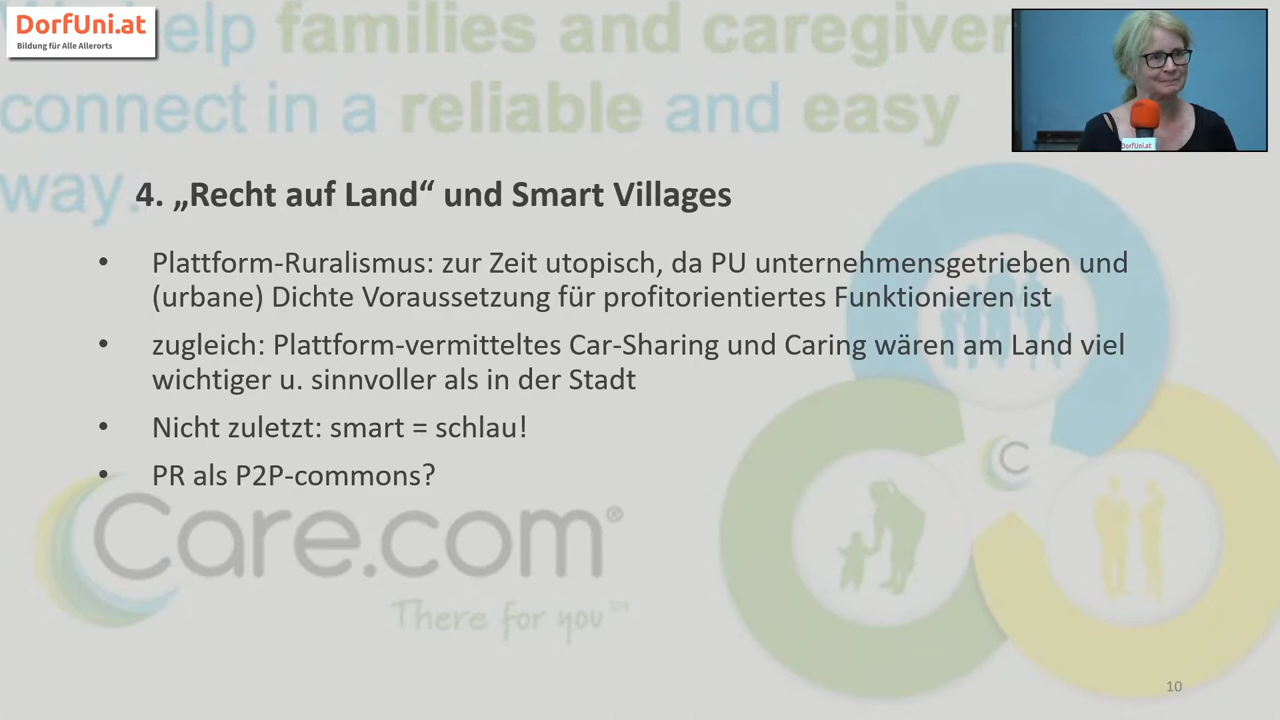 DorfUni.at
Bildung für Alle Allerorts
elp families and caregiver
connect in a reliable and easy
way.
4. „Recht auf Land“ und Smart Villages
• Plattform-Ruralismus: zur Zeit utopisch, da PU unternehmensgetrieben und
(urbane) Dichte Voraussetzung für profitorientiertes Funktionieren ist
• zugleich: Plattform-vermitteltes Car-Sharing und Caring wären am Land viel
wichtiger u. sinnvoller als in der Stadt
• Nicht zuletzt: smart = schlau!
• PR als P2P-commons?
C
Care.com®
There for you℠
DorfUni.at
10